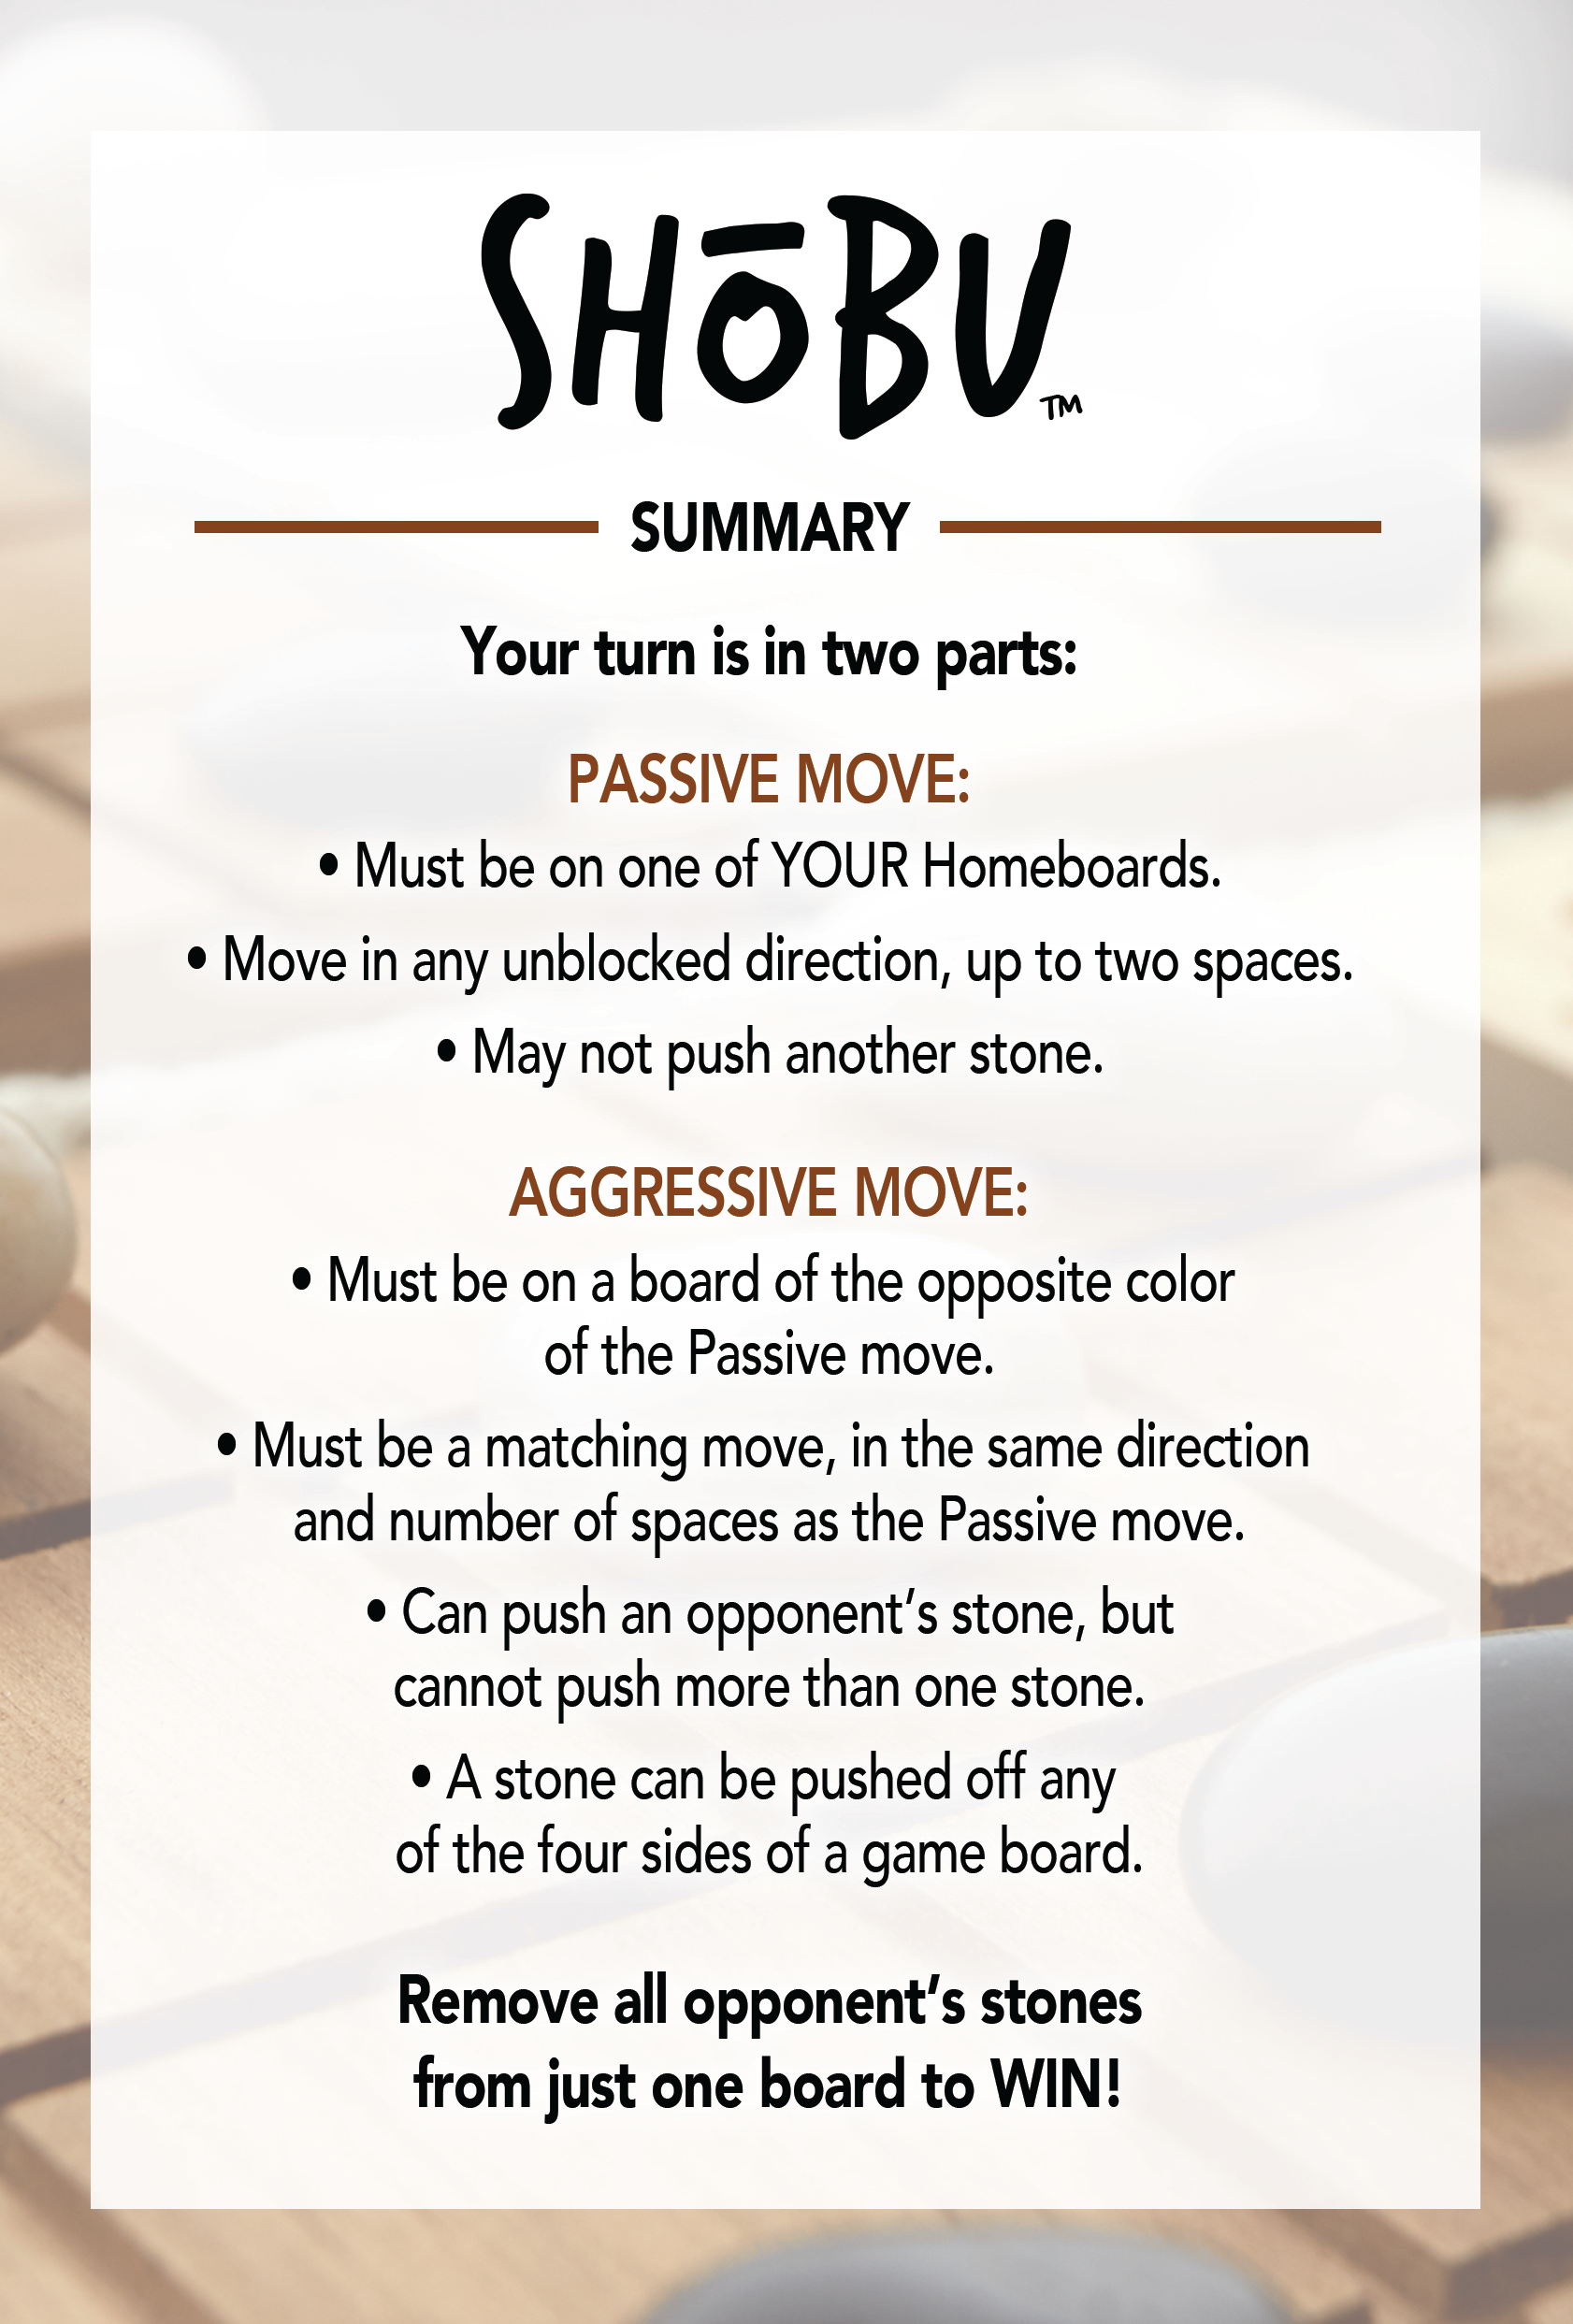 SHŌBU™
SUMMARY
Your turn is in two parts:
PASSIVE MOVE:
• Must be on one of YOUR Homeboards.
• Move in any unblocked direction, up to two spaces.
• May not push another stone.
AGGRESSIVE MOVE:
• Must be on a board of the opposite color
of the Passive move.
• Must be a matching move, in the same direction
and number of spaces as the Passive move.
• Can push an opponent’s stone, but
cannot push more than one stone.
• A stone can be pushed off any
of the four sides of a game board.
Remove all opponent’s stones
from just one board to WIN!